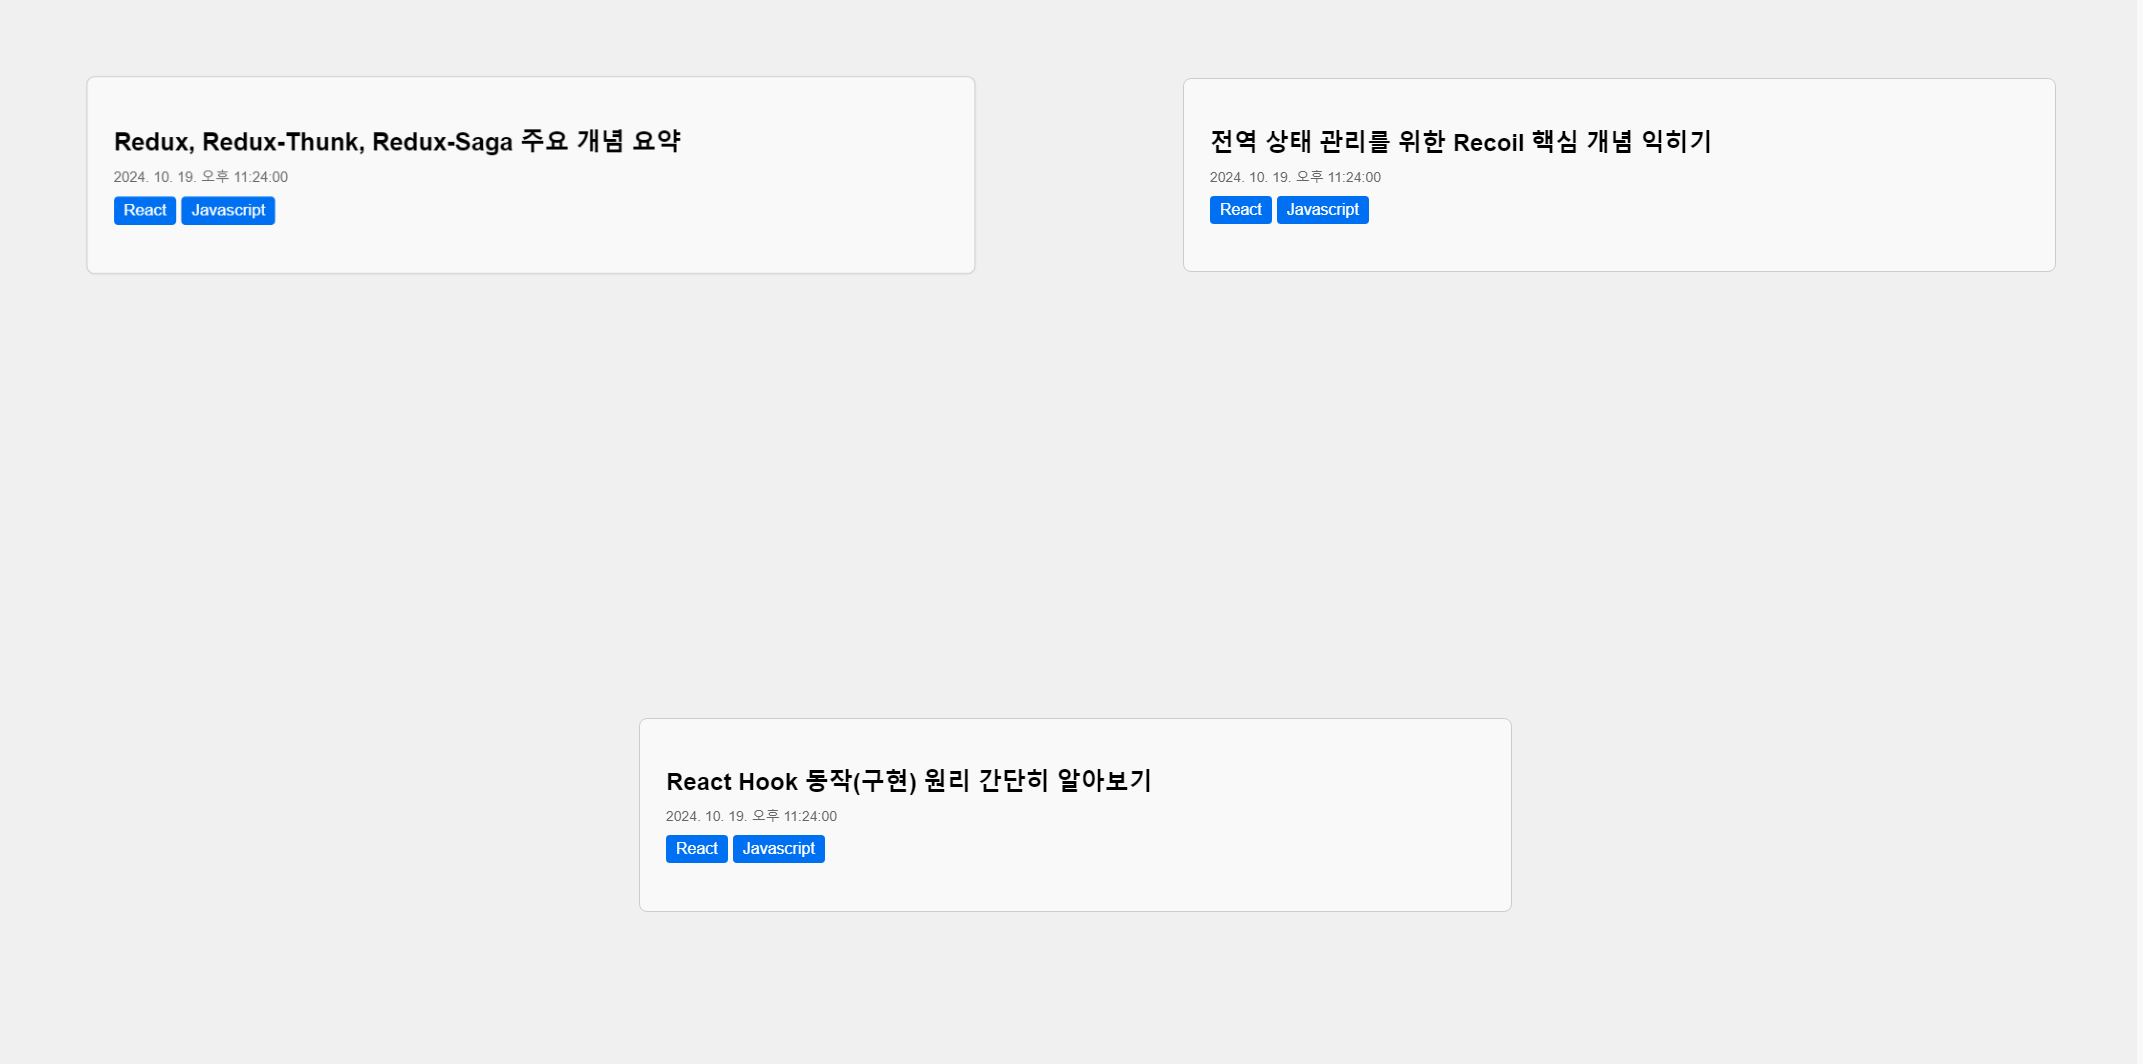 Redux, Redux-Thunk, Redux-Saga 주요 개념 요약
2024. 10. 19. 오후 11:24:00
React Javascript
전역 상태 관리를 위한 Recoil 핵심 개념 익히기
2024. 10. 19. 오후 11:24:00
React Javascript
React Hook 동작(구현) 원리 간단히 알아보기
2024. 10. 19. 오후 11:24:00
React Javascript